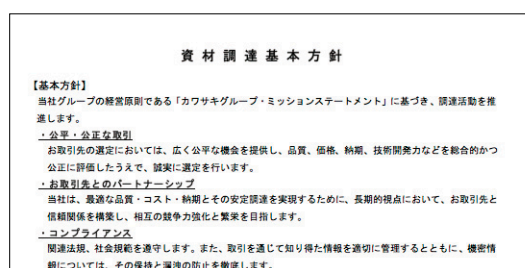 資材調達基本方針
【基本方針】
当社グループの経営原則である「カワサキグループ・ミッションステートメント」に基づき、調達活動を推
進します。
・公平・公正な取引
お取引先の選定においては、広く公平な機会を提供し、品質、価格、納期、技術開発力などを総合的かつ
公正に評価したうえで、誠実に選定を行います。
・お取引先とのパートナーシップ
当社は、最適な品質・コスト・納期とその安定調達を実現するために、長期的視点において、お取引先と
信頼関係を構築し、相互の競争力強化と繁栄を目指します。
・コンプライアンス
関連法規、社会規範を遵守します。また、取引を通じて知り得た情報を適切に管理するとともに、機密情
報については、その保持と漏洩の防止を徹底します。